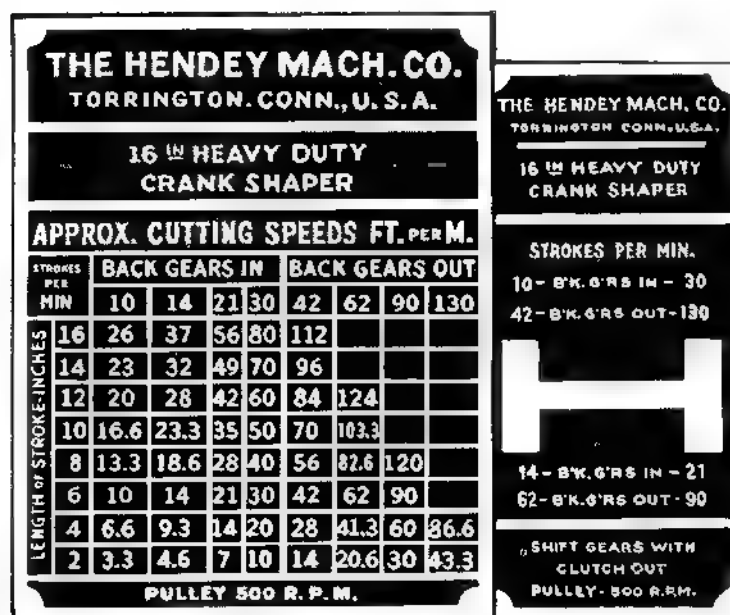 THE HENDEY MACH. CO.
TORRINGTON. CONN., U. S. A.
16 IN HEAVY DUTY
CRANK SHAPER
APPROX. CUTTING SPEEDS FT. PER M.
STROKES PER MIN BACK GEARS IN BACK GEARS OUT
10 14 21 30 42 62 90 130
LENGTH OF STROKE-INCHES
16 26 37 56 80 112
14 23 32 49 70 96
12 20 28 42 60 84 124
10 16.6 23.3 35 50 70 103.3
8 13.3 18.6 28 40 56 82.6 120
6 10 14 21 30 42 62 90
4 6.6 9.3 14 20 28 41.3 60 86.6
2 3.3 4.6 7 10 14 20.6 30 43.3
PULLEY 500 R. P. M.
THE HENDEY MACH. CO.
TORRINGTON CONN., U.S.A.
16 IN HEAVY DUTY
CRANK SHAPER
STROKES PER MIN.
10 - B'K. G'RS IN - 30
42 - B'K. G'RS OUT - 130
14 - B'K. G'RS IN - 21
62 - B'K. G'RS OUT - 90
SHIFT GEARS WITH
CLUTCH OUT
PULLEY - 500 R.P.M.